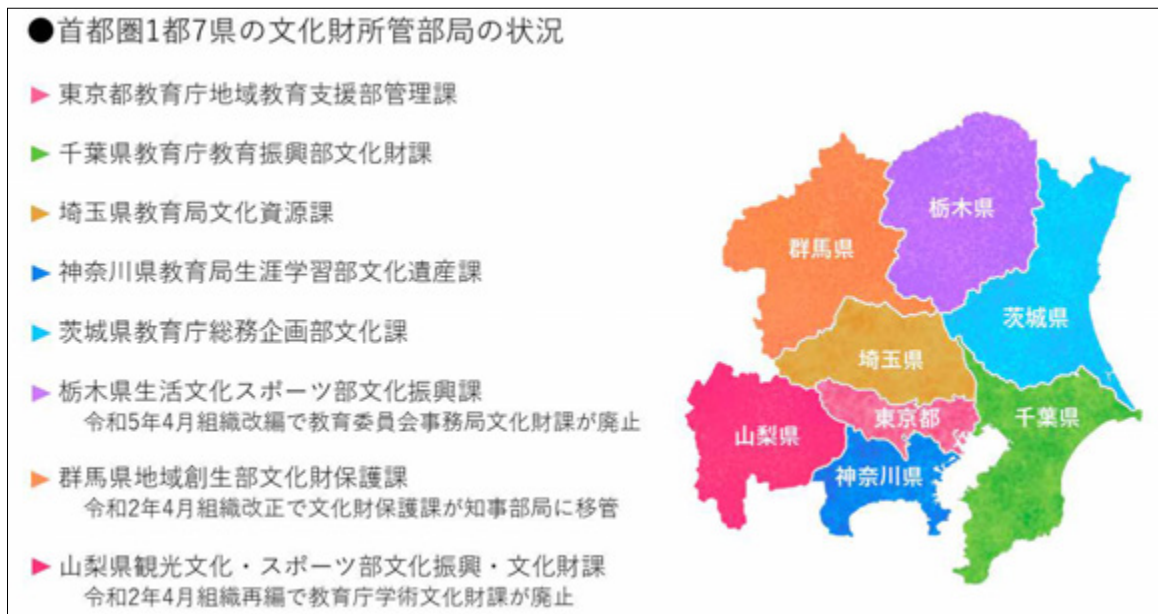 ●首都圏1都7県の文化財所管部局の状況
▶東京都教育庁地域教育支援部管理課
▶千葉県教育庁教育振興部文化財課
▶埼玉県教育局文化資源課
▶神奈川県教育局生涯学習部文化遺産課
▶茨城県教育庁総務企画部文化課
▶栃木県生活文化スポーツ部文化振興課
令和5年4月組織改編で教育委員会事務局文化財課が廃止
▶群馬県地域創生部文化財保護課
令和2年4月組織改正で文化財保護課が知事部局に移管
▶山梨県観光文化・スポーツ部文化振興・文化財課
令和2年4月組織再編で教育庁学術文化財課が廃止
栃木県
群馬県
茨城県
埼玉県
東京都
千葉県
山梨県
神奈川県